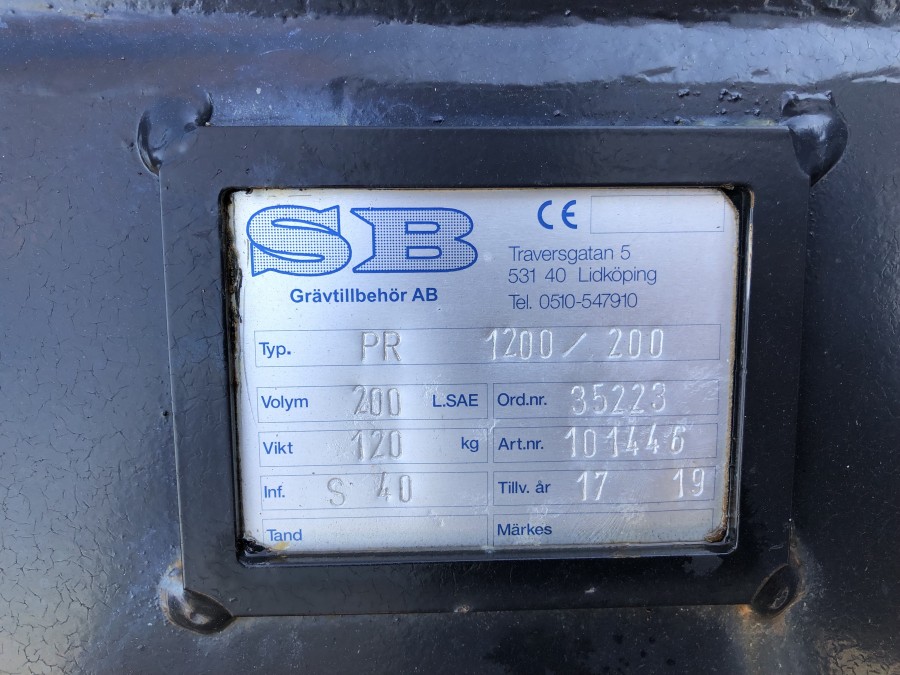 SB
Grävtillbehör AB
CE
Traversgatan 5
531 40 Lidköping
Tel. 0510-547910
Typ. PR 1200/200
Volym 200 L.SAE
Ord.nr. 35223
Vikt 120 kg
Art.nr. 101446
Inf. S 40
Tillv. år 17 19
Tand
Märkes